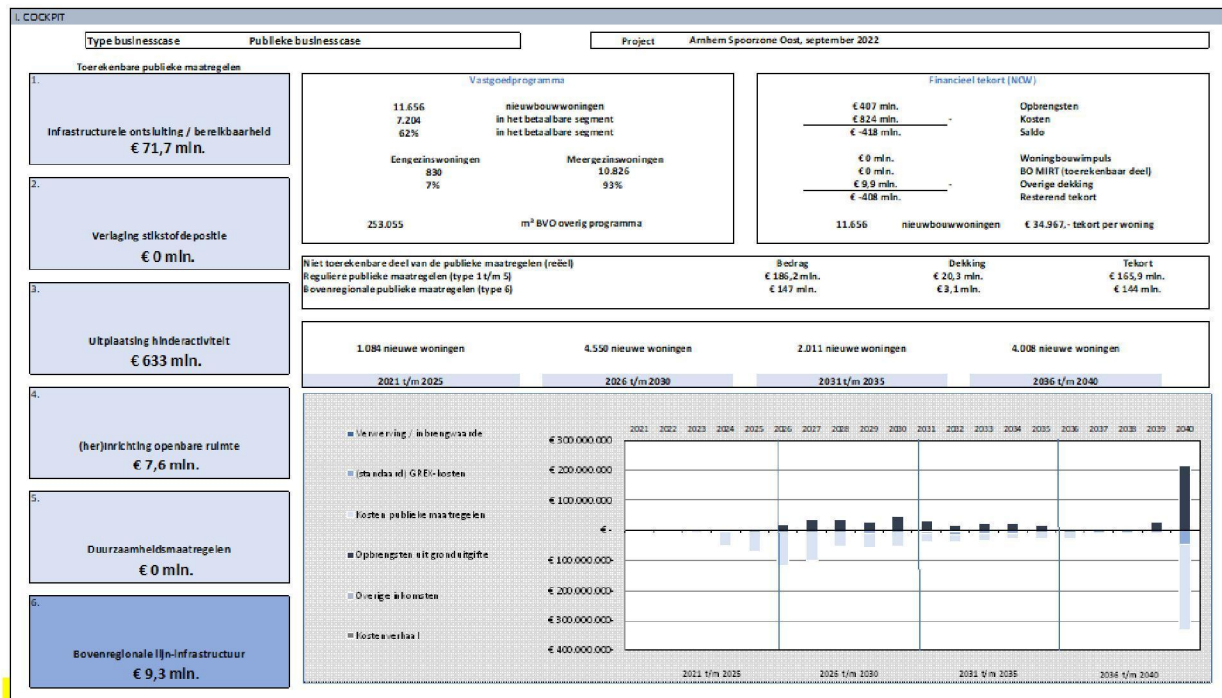 I. COCKPIT
Type businesscase Publieke businesscase
Project Arnhem Spoorzone Oost, september 2022
Toerekenbare publieke maatregelen
1.
Infrastructurele ontsluiting / bereikbaarheid
€ 71,7 mln.
2.
Verlaging stikstofdepositie
€ 0 mln.
3.
Uitplaatsing hinderactiviteit
€ 633 mln.
4.
(her)inrichting openbare ruimte
€ 7,6 mln.
5.
Duurzaamheidsmaatregelen
€ 0 mln.
6.
Bovenregionale lijn-infrastructuur
€ 9,3 mln.
Vastgoedprogramma
11.656 nieuwbouwwoningen
7.204 in het betaalbare segment
62% in het betaalbare segment
Eengezinswoningen Meergezinswoningen
830 10.826
7% 93%
253.055 m² BVO overig programma
Financieel tekort (NCW)
€ 407 mln. Opbrengsten
€ 824 mln. - Kosten
€ -418 mln. Saldo
€ 0 mln. Woningbouwimpuls
€ 0 mln. BO MIRT (toerekenbaar deel)
€ 9,9 mln. - Overige dekking
€ -408 mln. Resterend tekort
11.656 nieuwbouwwoningen € 34.967,- tekort per woning
Niet toerekenbare deel van de publieke maatregelen (reëel) Bedrag Dekking Tekort
Reguliere publieke maatregelen (type 1 t/m 5) € 186,2 mln. € 20,3 mln. € 165,9 mln.
Bovenregionale publieke maatregelen (type 6) € 147 mln. € 3,1 mln. € 144 mln.
1.084 nieuwe woningen 4.550 nieuwe woningen 2.011 nieuwe woningen 4.008 nieuwe woningen
2021 t/m 2025 2026 t/m 2030 2031 t/m 2035 2036 t/m 2040
Verwerving / inbrengwaarde
(standaard) GREX-kosten
Kosten publieke maatregelen
Opbrengsten uit gronduitgifte
Overige inkomsten
Kostenverhaal
2021 2022 2023 2024 2025 2026 2027 2028 2029 2030 2031 2032 2033 2034 2035 2036 2037 2038 2039 2040
€ 300.000.000
€ 200.000.000
€ 100.000.000
€ -
€ 100.000.000-
€ 200.000.000-
€ 300.000.000-
€ 400.000.000-
2021 t/m 2025 2026 t/m 2030 2031 t/m 2035 2036 t/m 2040